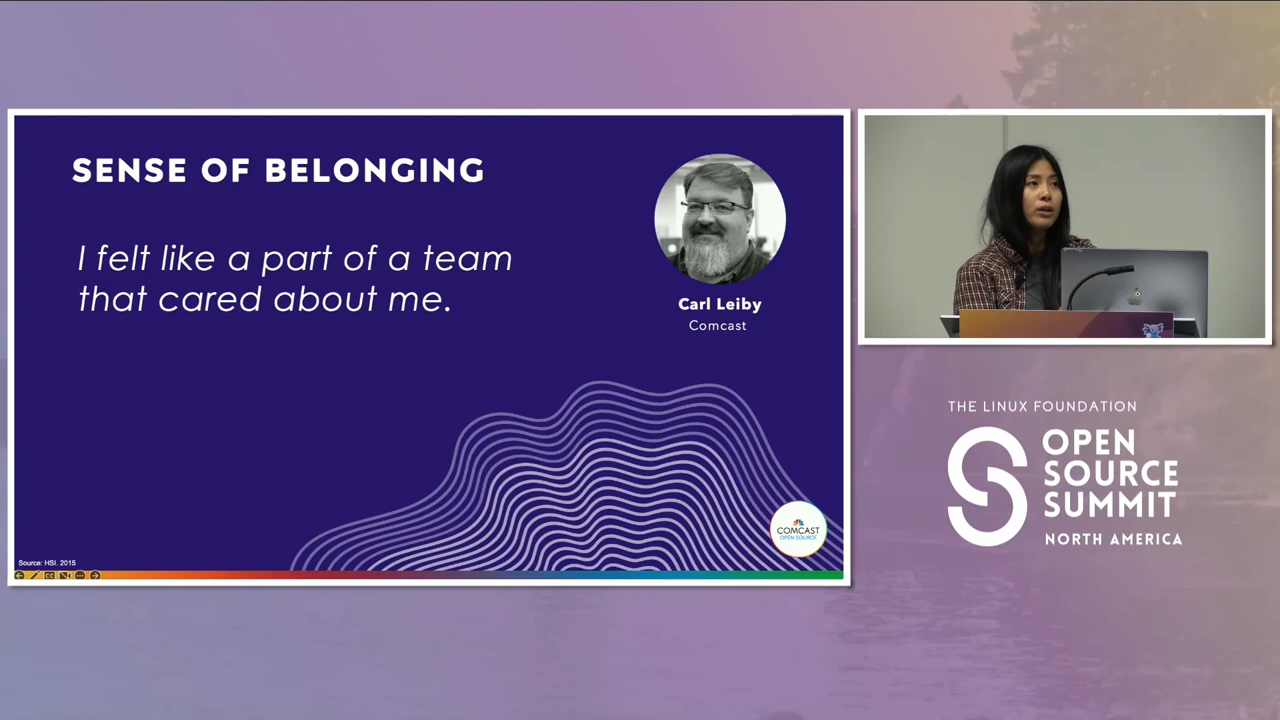 SENSE OF BELONGING
I felt like a part of a team
that cared about me.
Carl Leiby
Comcast
COMCAST
OPEN SOURCE
Source: HSI. 2015
THE LINUX FOUNDATION
OPEN
SOURCE
SUMMIT
NORTH AMERICA